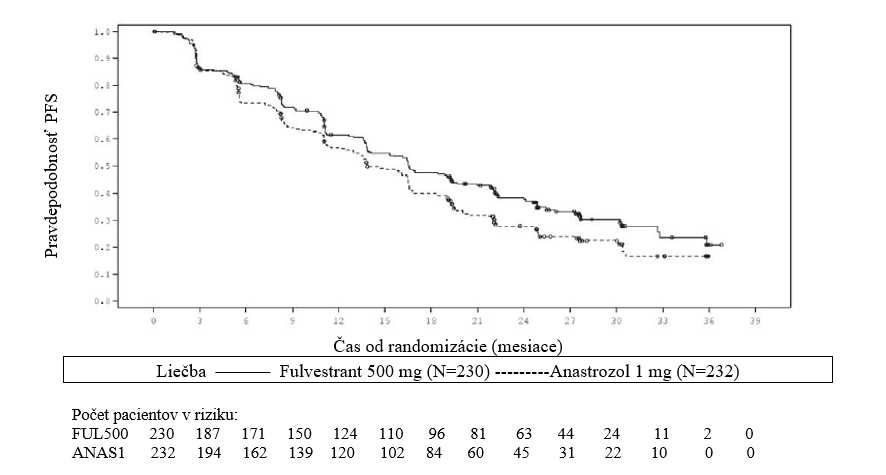 Pravdepodobnosť PFS
1.0
0.9
0.8
0.7
0.6
0.5
0.4
0.3
0.2
0.1
0.0
0 3 6 9 12 15 18 21 24 27 30 33 36 39
Čas od randomizácie (mesiace)
Liečba ——— Fulvestrant 500 mg (N=230) ---------Anastrozol 1 mg (N=232)
Počet pacientov v riziku:
FUL500 230 187 171 150 124 110 96 81 63 44 24 11 2 0
ANAS1 232 194 162 139 120 102 84 60 45 31 22 10 0 0